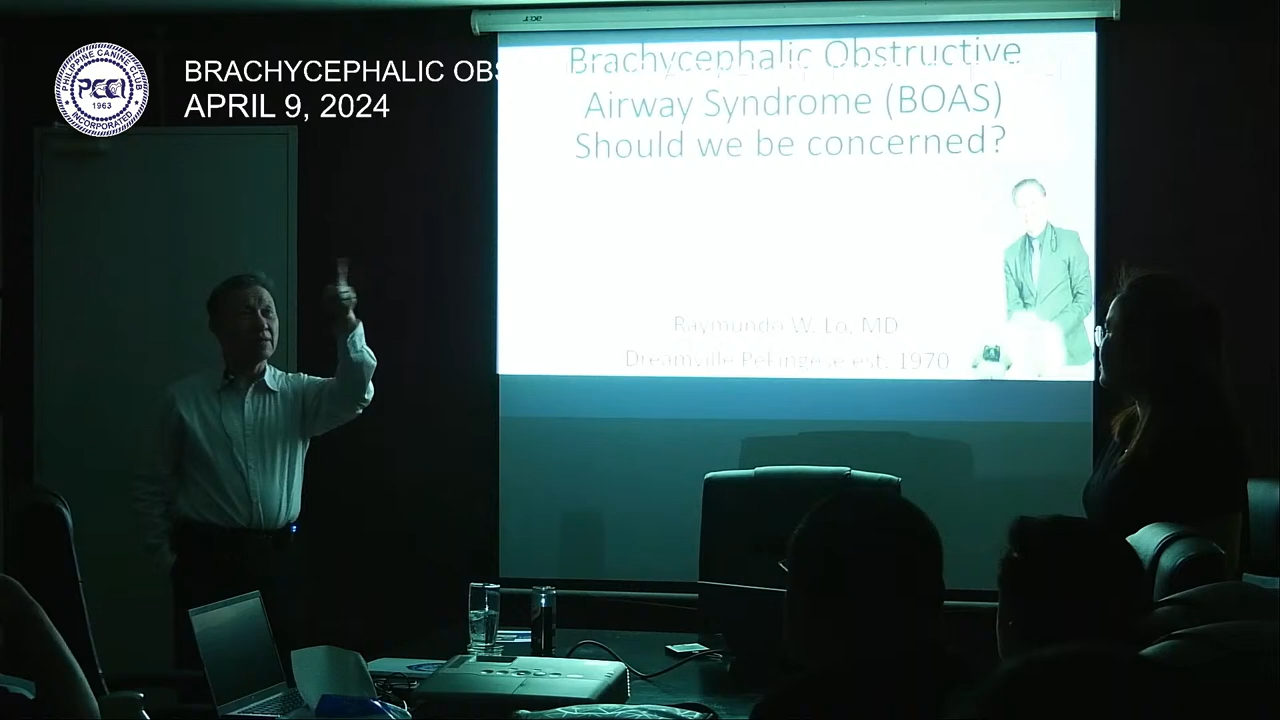 PHILIPPINE CANINE CLUB
PCCI
1963
INCORPORATED
BRACHYCEPHALIC OBS
APRIL 9, 2024
acer
Brachycephalic Obstructive
Airway Syndrome (BOAS)
Should we be concerned?
Raymundo W. Lo, MD
Dreamville Pekingese est. 1970